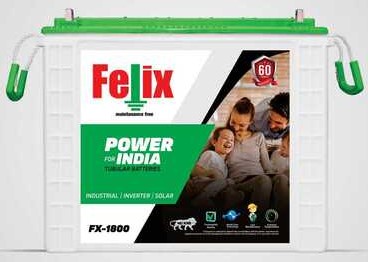 Felix
maintenance free
60
POWER
FOR INDIA
TUBULAR BATTERIES
INDUSTRIAL / INVERTER / SOLAR
FX-1800